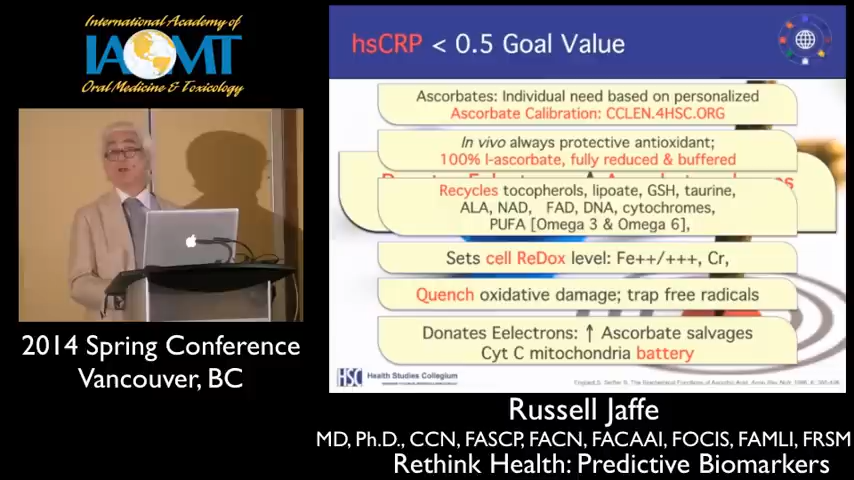 International Academy of
IAOMT
Oral Medicine & Toxicology
2014 Spring Conference
Vancouver, BC
hsCRP < 0.5 Goal Value
Ascorbates: Individual need based on personalized
Ascorbate Calibration: CCLEN.4HSC.ORG
In vivo always protective antioxidant;
100% l-ascorbate, fully reduced & buffered
Recycles tocopherols, lipoate, GSH, taurine,
ALA, NAD, FAD, DNA, cytochromes,
PUFA [Omega 3 & Omega 6],
Sets cell ReDox level: Fe++/+++, Cr,
Quench oxidative damage; trap free radicals
Donates Eelectrons: ↑ Ascorbate salvages
Cyt C mitochondria battery
HSC Health Studies Collegium
Russell Jaffe
MD, Ph.D., CCN, FASCP, FACN, FACAAI, FOCIS, FAMLI, FRSM
Rethink Health: Predictive Biomarkers